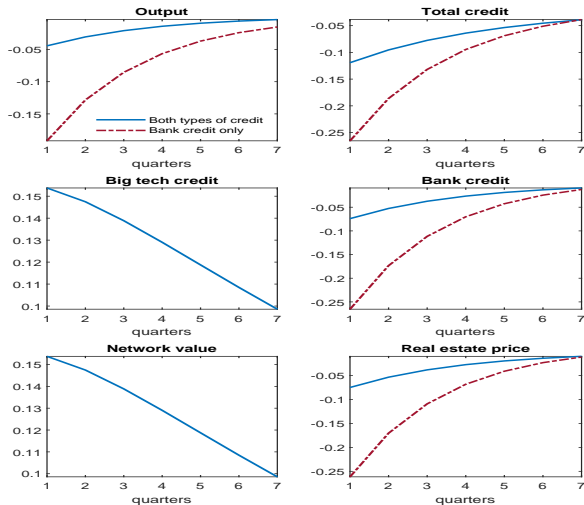 Output
-0.05
-0.1
-0.15
Both types of credit
Bank credit only
1 2 3 4 5 6 7
quarters
Total credit
-0.05
-0.1
-0.15
-0.2
-0.25
1 2 3 4 5 6 7
quarters
Big tech credit
0.15
0.14
0.13
0.12
0.11
0.1
1 2 3 4 5 6 7
quarters
Bank credit
-0.05
-0.1
-0.15
-0.2
-0.25
1 2 3 4 5 6 7
quarters
Network value
0.15
0.14
0.13
0.12
0.11
0.1
1 2 3 4 5 6 7
quarters
Real estate price
-0.05
-0.1
-0.15
-0.2
-0.25
1 2 3 4 5 6 7
quarters